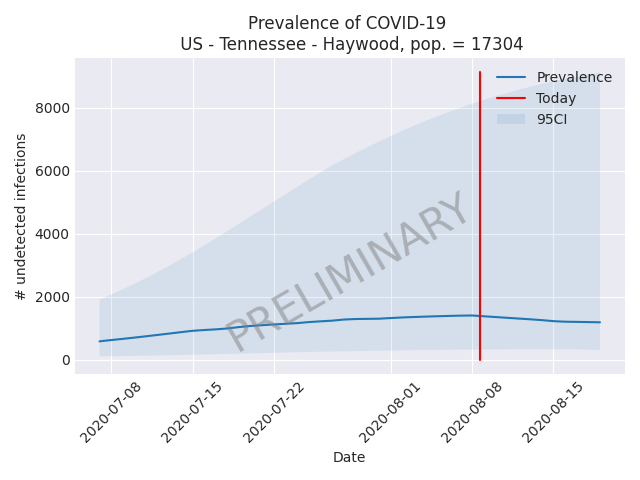 Prevalence of COVID-19
US - Tennessee - Haywood, pop. = 17304
Prevalence
Today
95CI
# undetected infections
8000
6000
4000
2000
0
PRELIMINARY
2020-07-08
2020-07-15
2020-07-22
2020-08-01
2020-08-08
2020-08-15
Date